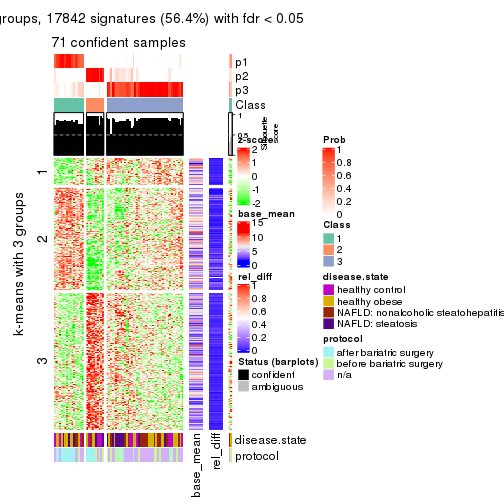 groups, 17842 signatures (56.4%) with fdr < 0.05
71 confident samples
p1
p2
p3
Class
1
0.5
Silhouette
score
k-means with 3 groups
1
2
3
z-score
2
1
0
-1
-2
base_mean
15
10
5
0
rel_diff
1
0.8
0.6
0.4
0.2
0
Status (barplots)
confident
ambiguous
Prob
1
0.8
0.6
0.4
0.2
0
Class
1
2
3
disease.state
healthy control
healthy obese
NAFLD: nonalcoholic steatohepatitis
NAFLD: steatosis
protocol
after bariatric surgery
before bariatric surgery
n/a
disease.state
protocol
base_mean
rel_diff